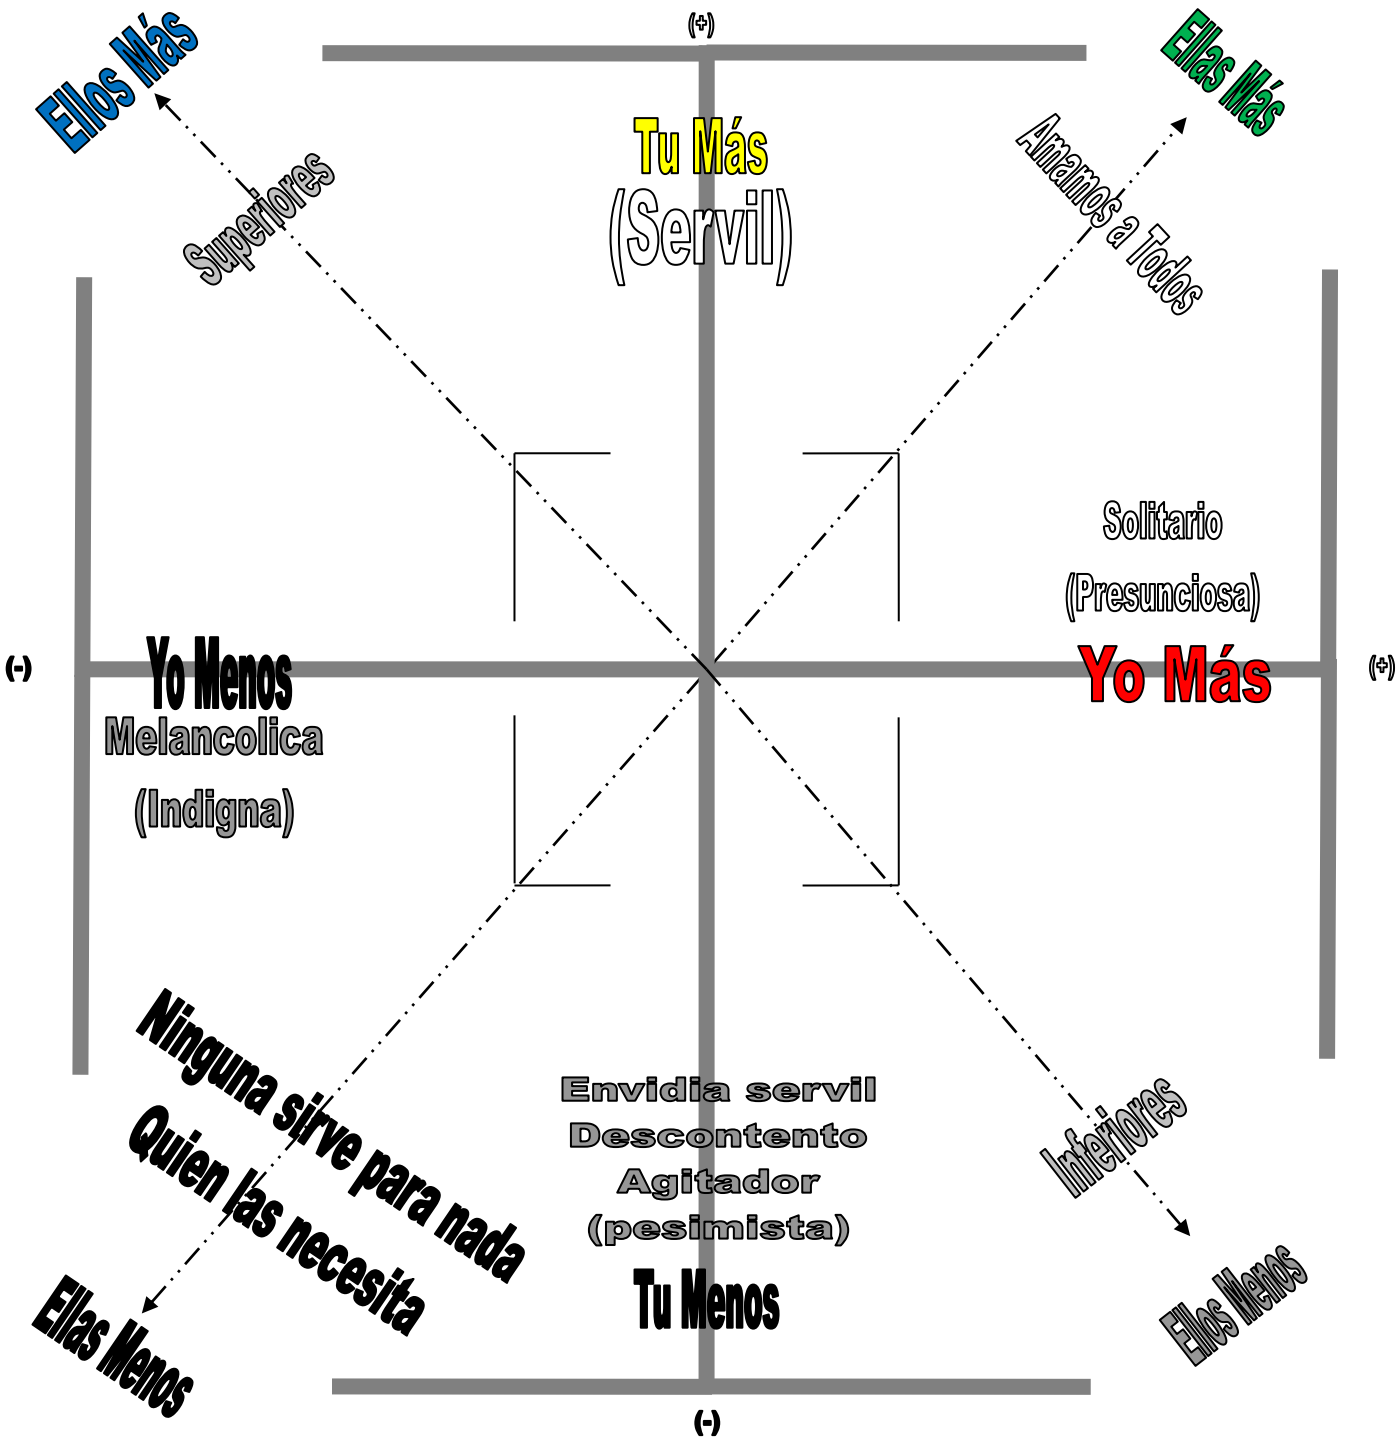 (+)
Ellos Más
Ellas Más
Tu Más
(Servil)
Superiores
Amamos a Todos
Solitario
(Presunciosa)
(-)
Yo Menos
Yo Más
(+)
Melancolica
(Indigna)
Ninguna sirve para nada
Quien las necesita
Envidia servil
Descontento
Agitador
(pesimista)
Inferiores
Tu Menos
Ellas Menos
Ellos Menos
(-)